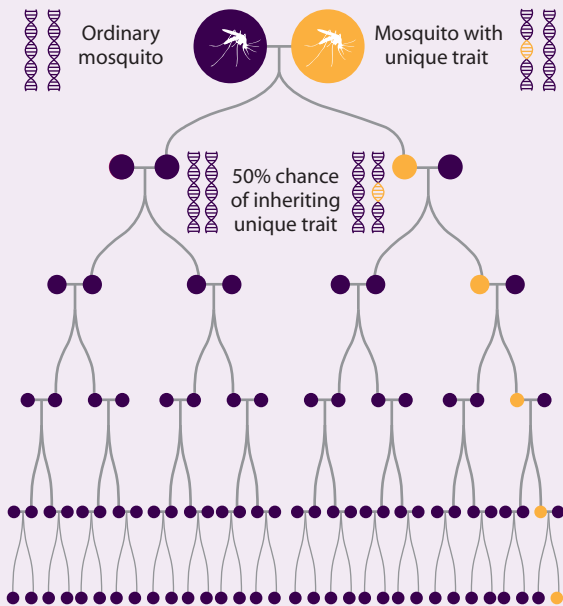 Ordinary
mosquito
Mosquito with
unique trait
50% chance
of inheriting
unique trait